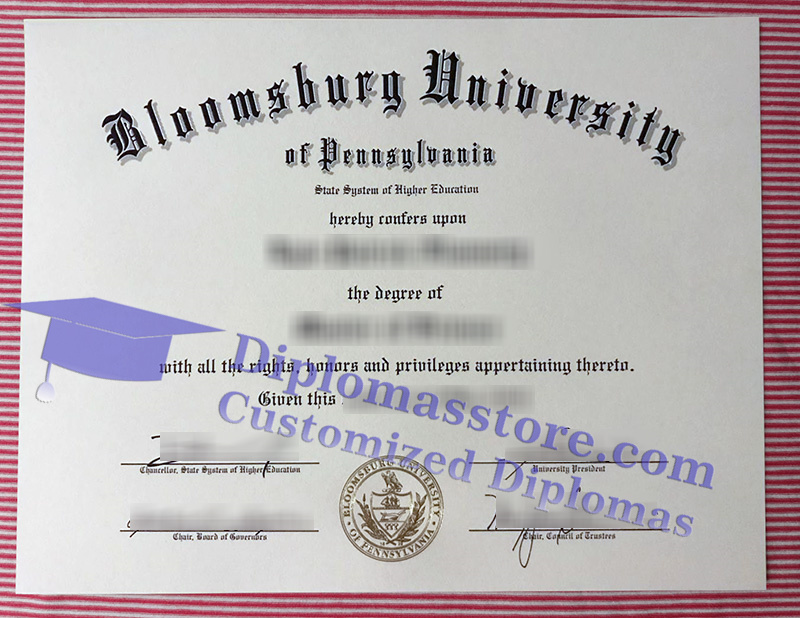 Bloomsburg University
of Pennsylvania
State System of Higher Education
hereby confers upon
the degree of
with all the rights, honors and privileges appertaining thereto.
Given this
Diplomasstore.com
Customized Diplomas
Chancellor, State System of Higher Education
University President
Chair, Board of Governors
Chair, Council of Trustees
BLOOMSBURG UNIVERSITY
OF PENNSYLVANIA